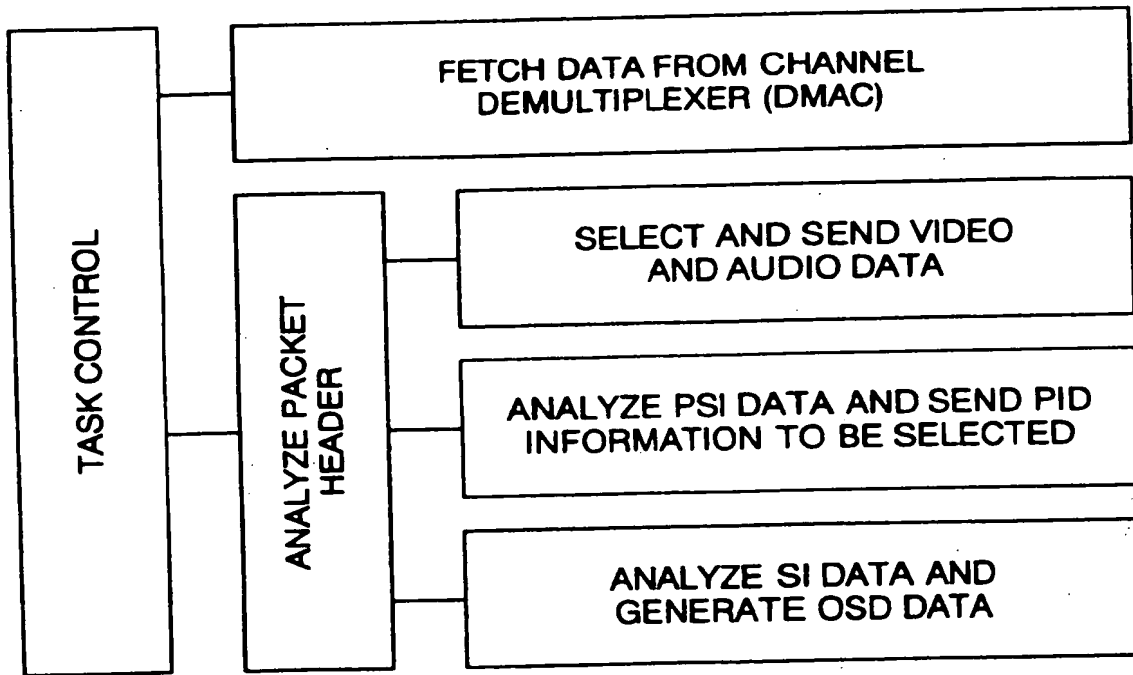 TASK CONTROL
FETCH DATA FROM CHANNEL
DEMULTIPLEXER (DMAC)
ANALYZE PACKET
HEADER
SELECT AND SEND VIDEO
AND AUDIO DATA
ANALYZE PSI DATA AND SEND PID
INFORMATION TO BE SELECTED
ANALYZE SI DATA AND
GENERATE OSD DATA